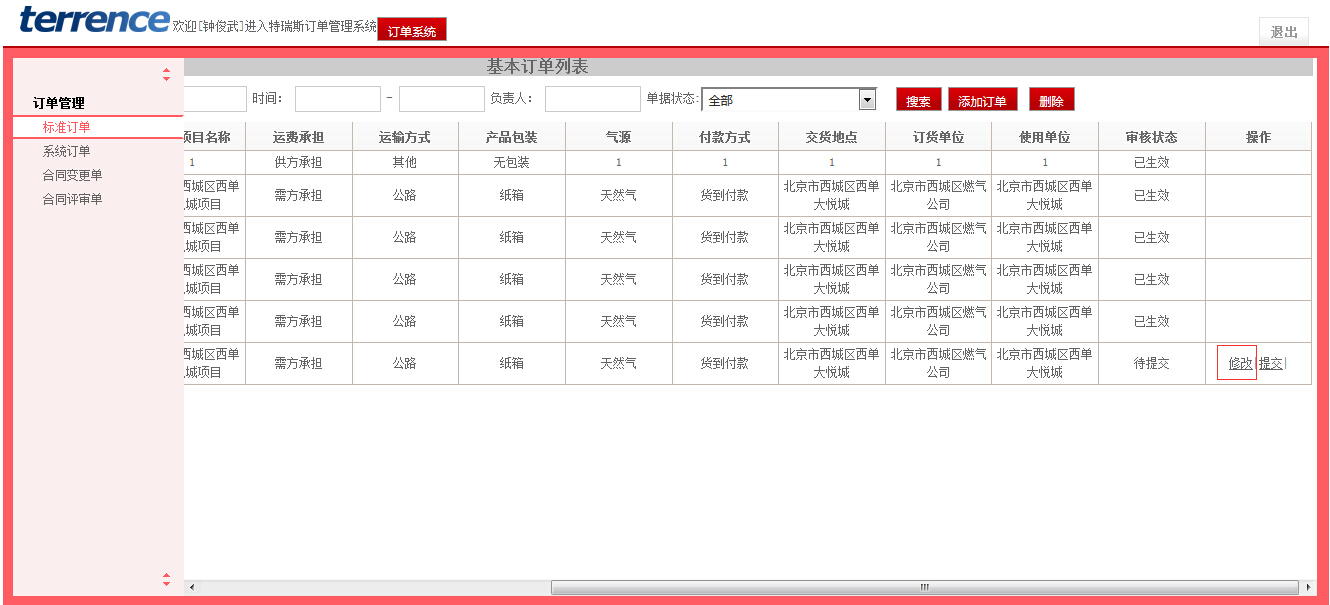 terrence 欢迎[钟俊武]进入特瑞斯订单管理系统 订单系统 退出
基本订单列表
时间： - 负责人： 单据状态: 全部 搜索 添加订单 删除
订单管理
标准订单
系统订单
合同变更单
合同评审单
项目名称 运费承担 运输方式 产品包装 气源 付款方式 交货地点 订货单位 使用单位 审核状态 操作
1 供方承担 其他 无包装 1 1 1 1 1 已生效
西城区西单 需方承担 公路 纸箱 天然气 货到付款 北京市西城区西单 北京市西城区燃气 北京市西城区西单 已生效
城项目 大悦城 公司 大悦城
西城区西单 需方承担 公路 纸箱 天然气 货到付款 北京市西城区西单 北京市西城区燃气 北京市西城区西单 已生效
城项目 大悦城 公司 大悦城
西城区西单 需方承担 公路 纸箱 天然气 货到付款 北京市西城区西单 北京市西城区燃气 北京市西城区西单 已生效
城项目 大悦城 公司 大悦城
西城区西单 需方承担 公路 纸箱 天然气 货到付款 北京市西城区西单 北京市西城区燃气 北京市西城区西单 已生效
城项目 大悦城 公司 大悦城
西城区西单 需方承担 公路 纸箱 天然气 货到付款 北京市西城区西单 北京市西城区燃气 北京市西城区西单 待提交 修改 提交|
城项目 大悦城 公司 大悦城